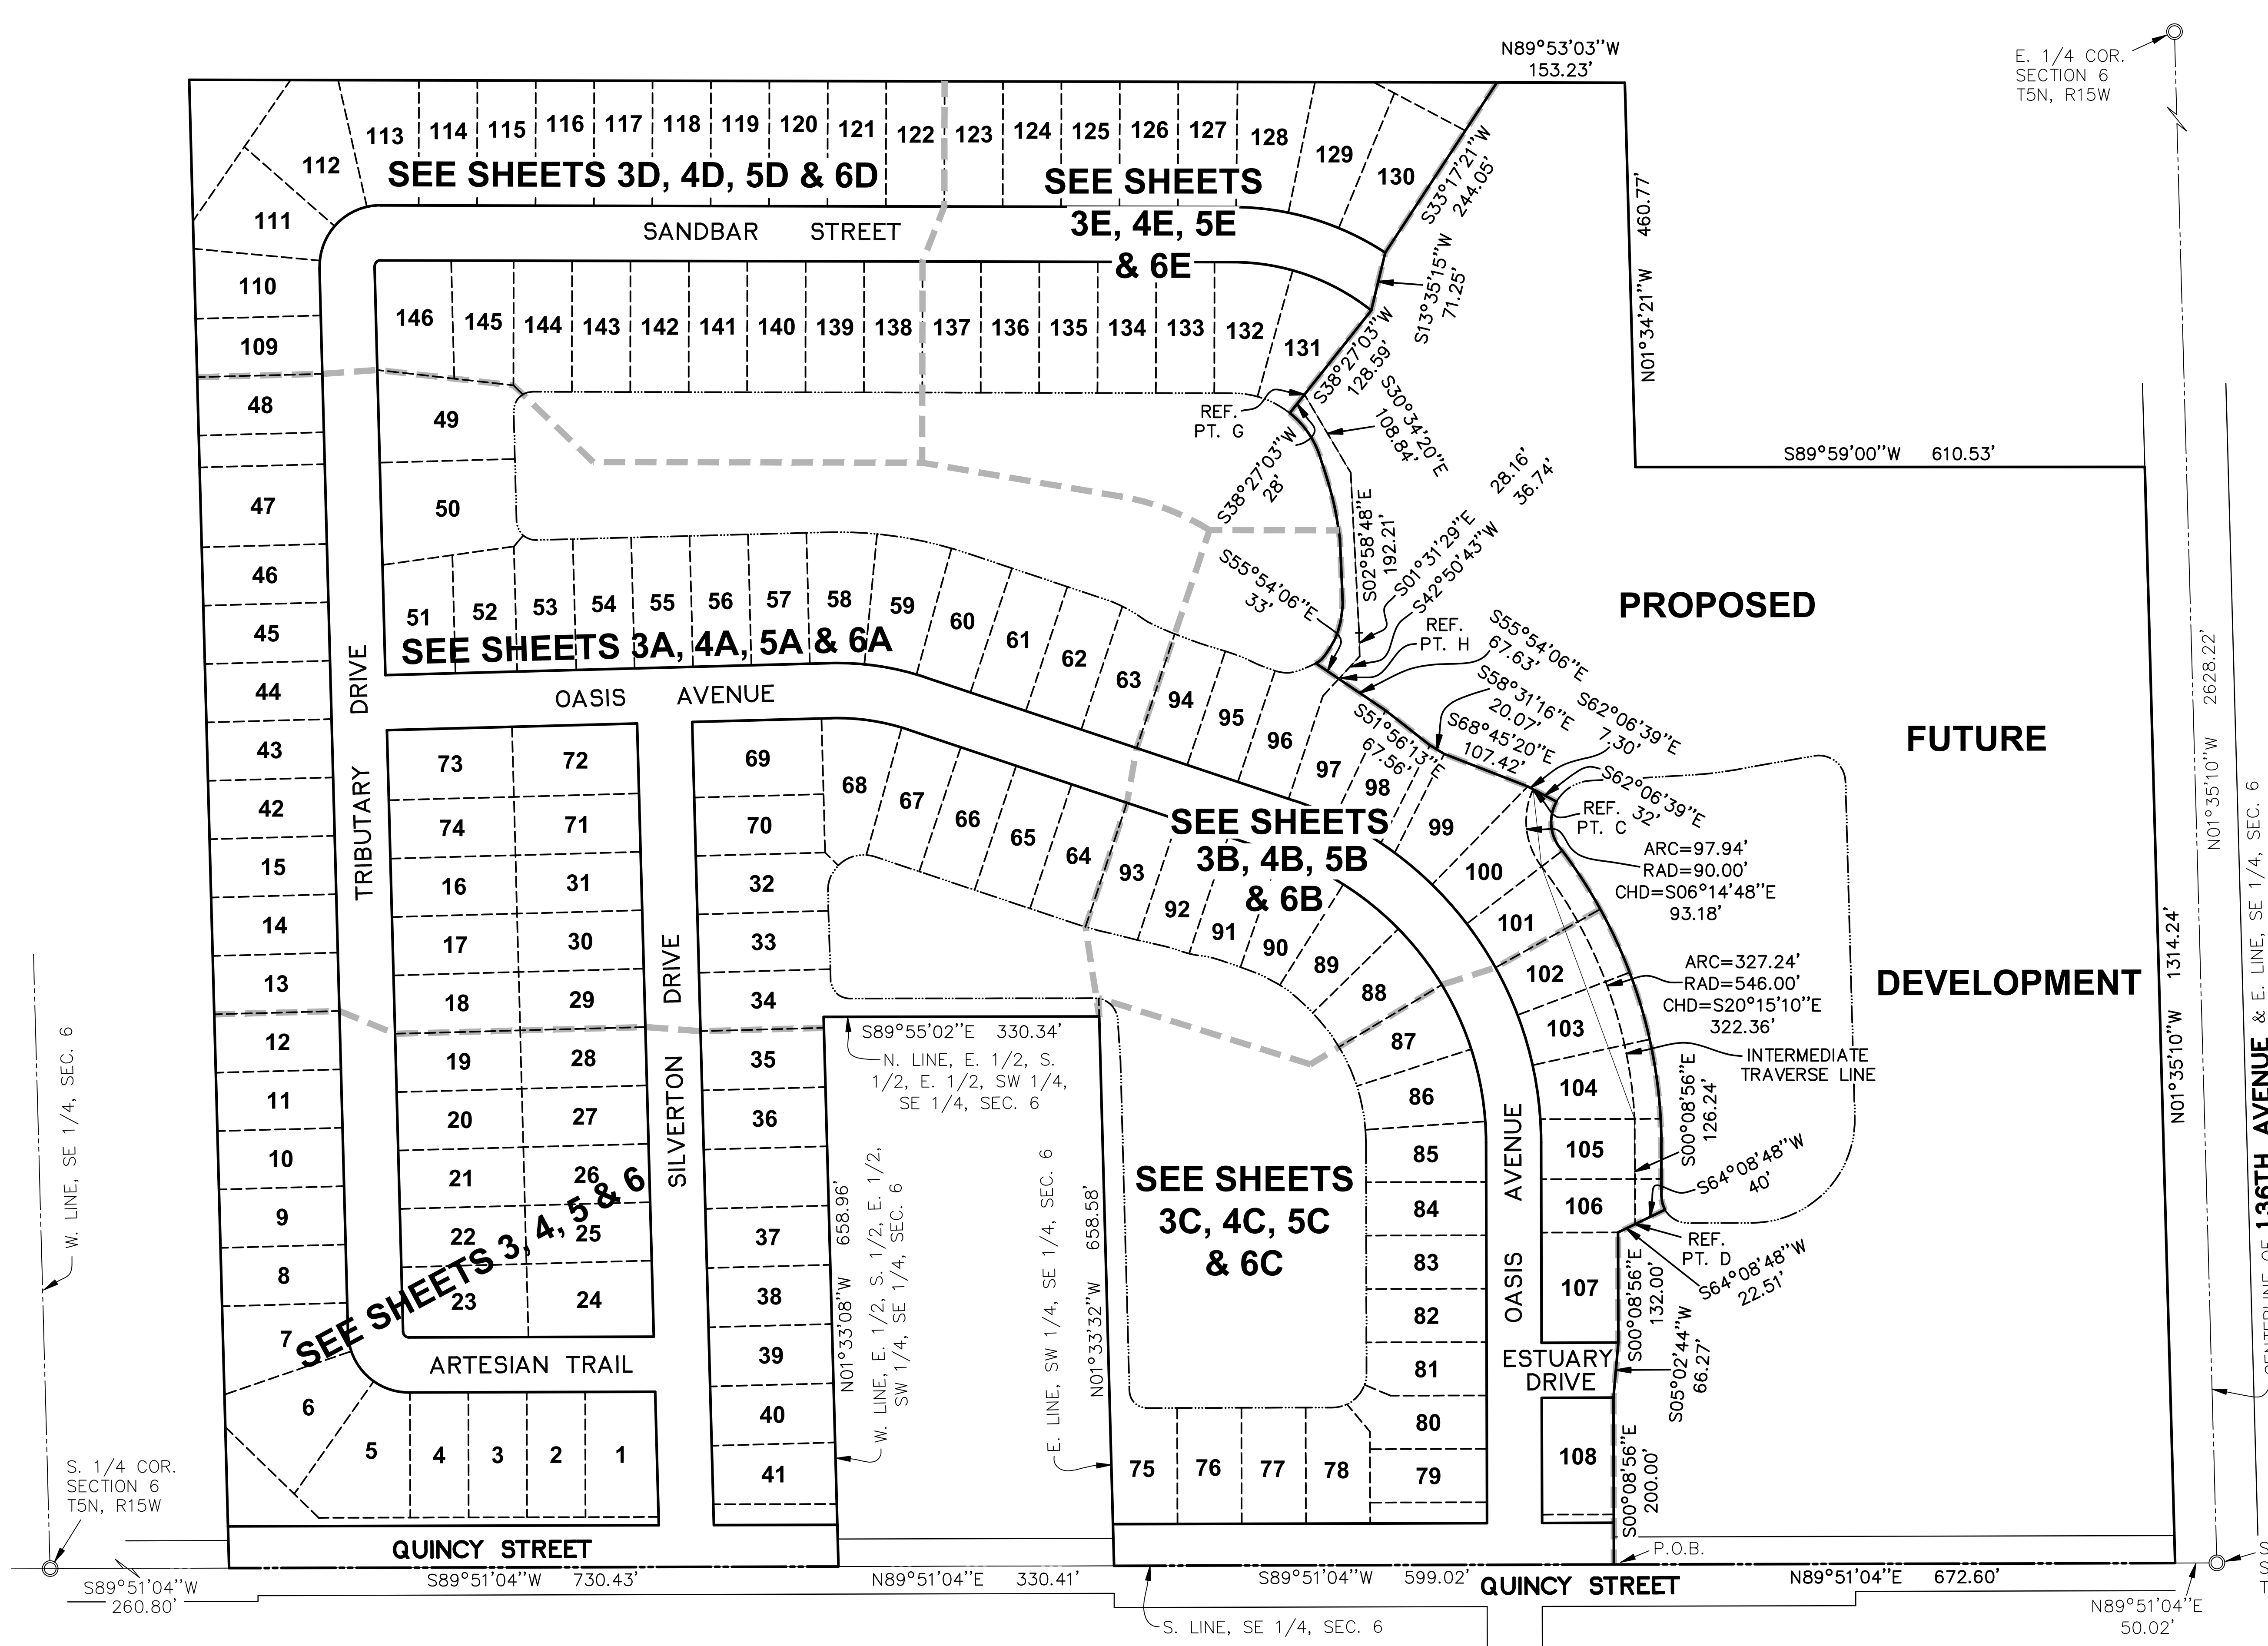 N89°53'03"W
153.23'
E. 1/4 COR.
SECTION 6
T5N, R15W
113
114
115
116
117
118
119
120
121
122
123
124
125
126
127
128
129
130
112
SEE SHEETS 3D, 4D, 5D & 6D
SEE SHEETS
3E, 4E, 5E
& 6E
S33°17'21"W
244.05'
460.77'
N01°34'21"W
111
SANDBAR STREET
S13°35'15"W
71.25'
110
109
146
145
144
143
142
141
140
139
138
137
136
135
134
133
132
131
S38°27'03"W
128.59'
S30°34'20"E
108.84'
REF.
PT. G
S38°27'03"W
28'
48
49
47
50
S89°59'00"W 610.53'
28.16'
36.74'
S02°58'48"E
192.21'
S01°31'29"E
S42°50'43"W
S55°54'06"E
33'
REF.
PT. H
S55°54'06"E
67.63'
PROPOSED
46
45
44
51
52
53
54
55
56
57
58
59
60
61
62
63
94
95
96
97
98
99
SEE SHEETS 3A, 4A, 5A & 6A
OASIS AVENUE
TRIBUTARY DRIVE
S58°31'16"E
20.07'
S62°06'39"E
7.30'
S68°45'20"E
107.42'
S51°56'13"E
67.56'
S62°06'39"E
32'
REF.
PT. C
FUTURE
N01°35'10"W 2628.22'
43
73
72
69
68
67
66
65
64
93
92
91
90
89
88
42
74
71
70
SEE SHEETS
3B, 4B, 5B
& 6B
ARC=97.94'
RAD=90.00'
CHD=S06°14'48"E
93.18'
15
16
31
32
100
101
14
17
30
33
102
13
18
29
34
ARC=327.24'
RAD=546.00'
CHD=S20°15'10"E
322.36'
DEVELOPMENT
N01°35'10"W 1314.24'
SILVERTON DRIVE
S89°55'02"E 330.34'
N. LINE, E. 1/2, S.
1/2, E. 1/2, SW 1/4,
SE 1/4, SEC. 6
INTERMEDIATE
TRAVERSE LINE
W. LINE, SE 1/4, SEC. 6
12
19
28
35
87
103
11
20
27
36
86
104
10
21
26
85
105
S00°08'56"E
126.24'
S64°08'48"W
40'
9
22
25
37
84
106
SEE SHEETS 3, 4, 5 & 6
SEE SHEETS
3C, 4C, 5C
& 6C
N01°33'08"W 658.96'
W. LINE, E. 1/2, S. 1/2, E. 1/2,
SW 1/4, SE 1/4, SEC. 6
E. LINE, SW 1/4, SE 1/4, SEC. 6
N01°33'32"W 658.58'
OASIS AVENUE
REF.
PT. D
S64°08'48"W
22.51'
8
23
24
38
83
107
82
S00°08'56"E
132.00'
S05°02'44"W
66.27'
7
ARTESIAN TRAIL
39
81
ESTUARY
DRIVE
6
40
80
5
4
3
2
1
41
75
76
77
78
79
108
S00°08'56"E
200.00'
S. 1/4 COR.
SECTION 6
T5N, R15W
CENTERLINE OF 136TH AVENUE & E. LINE, SE 1/4, SEC. 6
QUINCY STREET
P.O.B.
S89°51'04"W
260.80'
S89°51'04"W 730.43'
N89°51'04"E 330.41'
S89°51'04"W 599.02'
QUINCY STREET
N89°51'04"E 672.60'
N89°51'04"E
50.02'
S. LINE, SE 1/4, SEC. 6